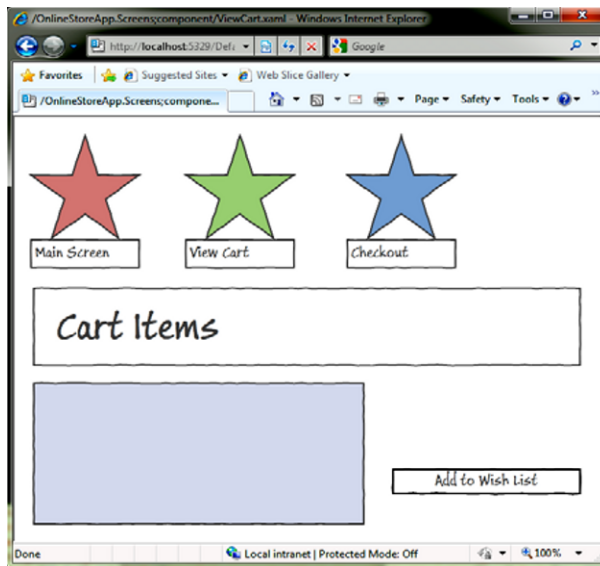 /OnlineStoreApp.Screens;component/ViewCart.xaml - Windows Internet Explorer
http://localhost:5329/Defa
Google
Favorites
Suggested Sites
Web Slice Gallery
/OnlineStoreApp.Screens;compone...
Page
Safety
Tools
Main Screen
View Cart
Checkout
Cart Items
Add to Wish List
Done
Local intranet | Protected Mode: Off
100%